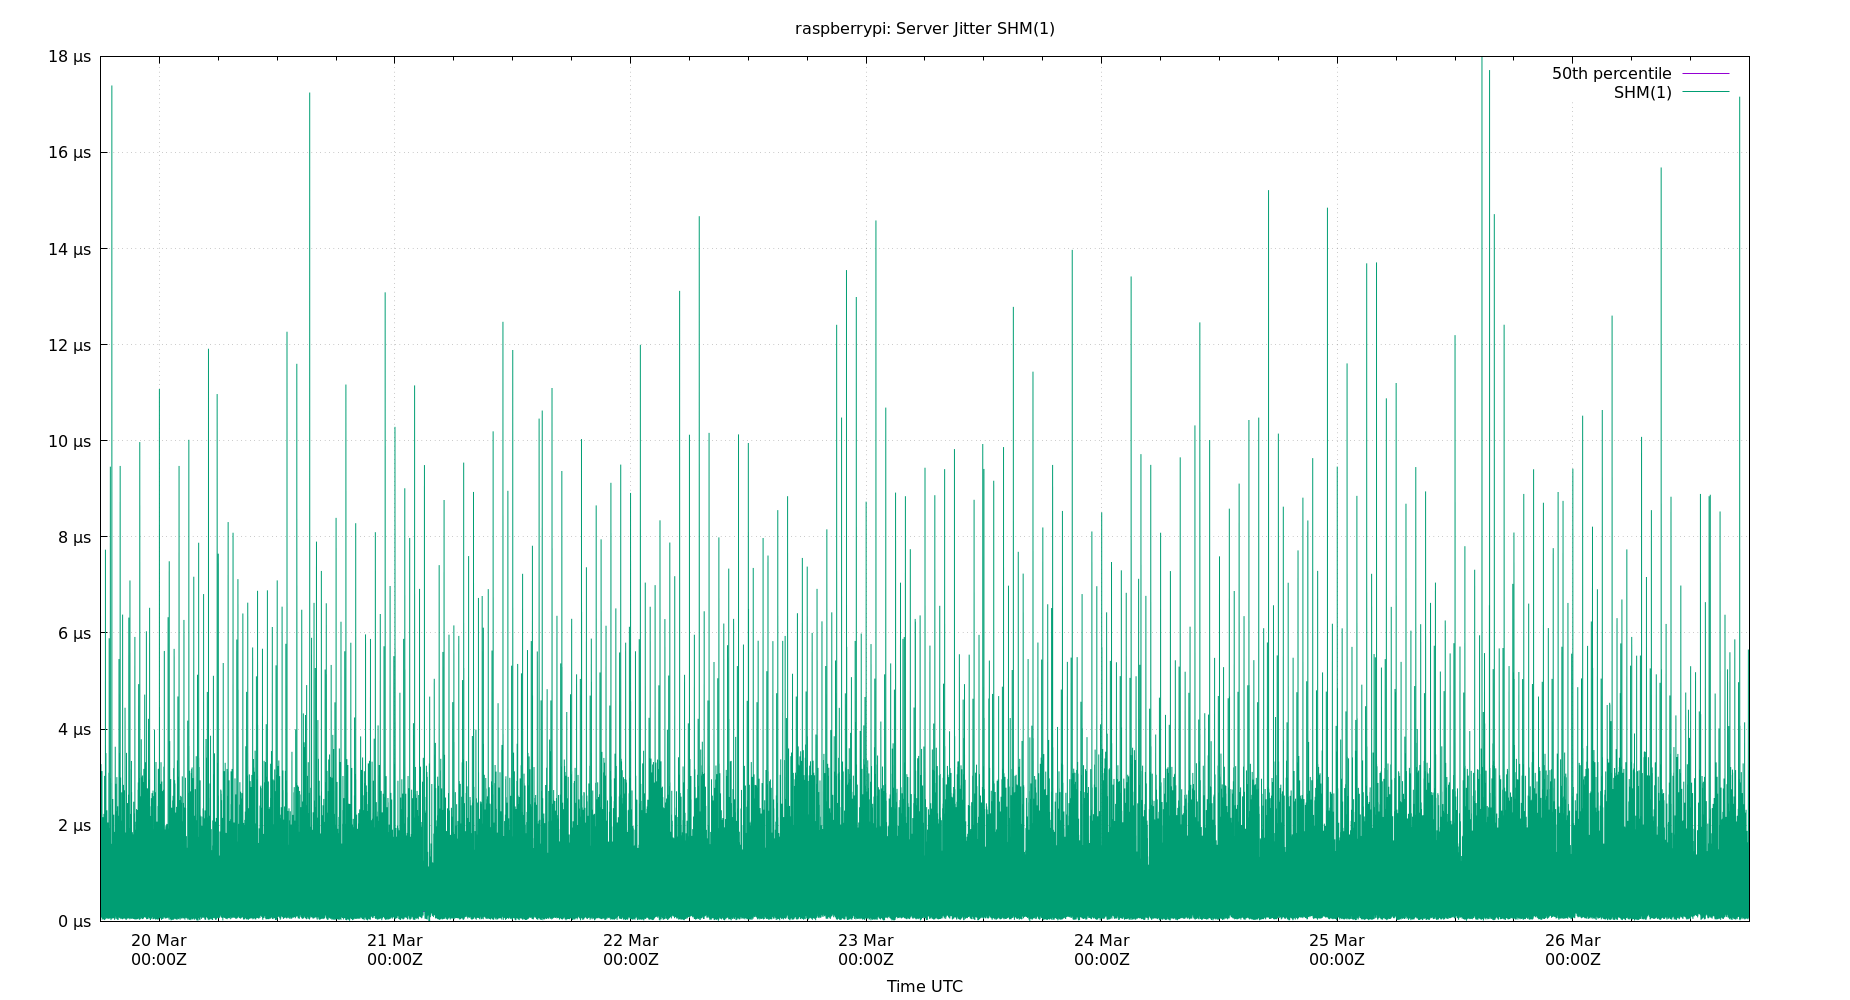 raspberrypi: Server Jitter SHM(1)
18 µs
16 µs
14 µs
12 µs
10 µs
8 µs
6 µs
4 µs
2 µs
0 µs
50th percentile
SHM(1)
20 Mar 21 Mar 22 Mar 23 Mar 24 Mar 25 Mar 26 Mar
00:00Z 00:00Z 00:00Z 00:00Z 00:00Z 00:00Z 00:00Z
Time UTC